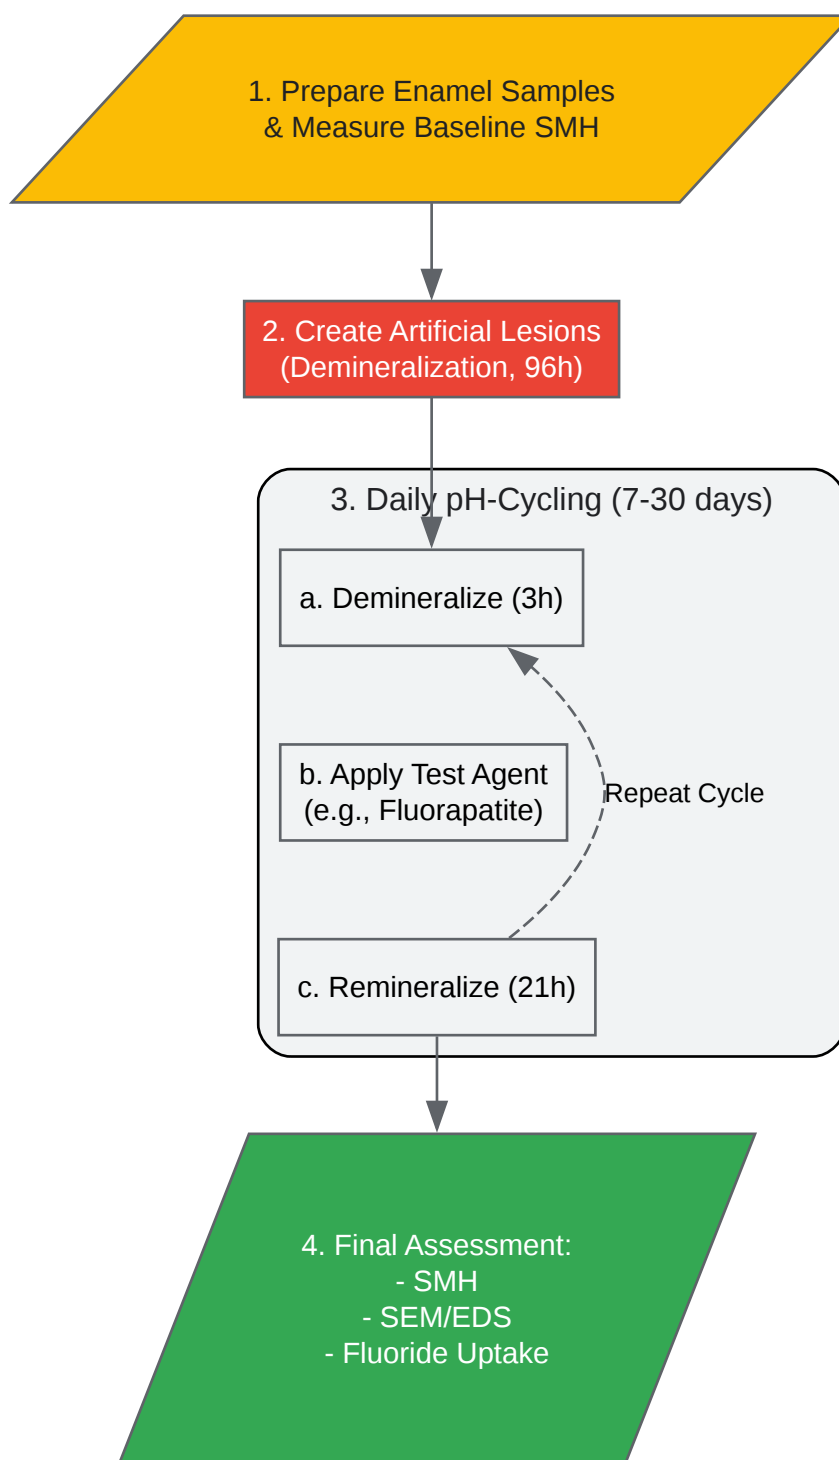 1. Prepare Enamel Samples
& Measure Baseline SMH
2. Create Artificial Lesions
(Demineralization, 96h)
3. Daily pH-Cycling (7-30 days)
a. Demineralize (3h)
b. Apply Test Agent
(e.g., Fluorapatite)
Repeat Cycle
c. Remineralize (21h)
4. Final Assessment:
- SMH
- SEM/EDS
- Fluoride Uptake